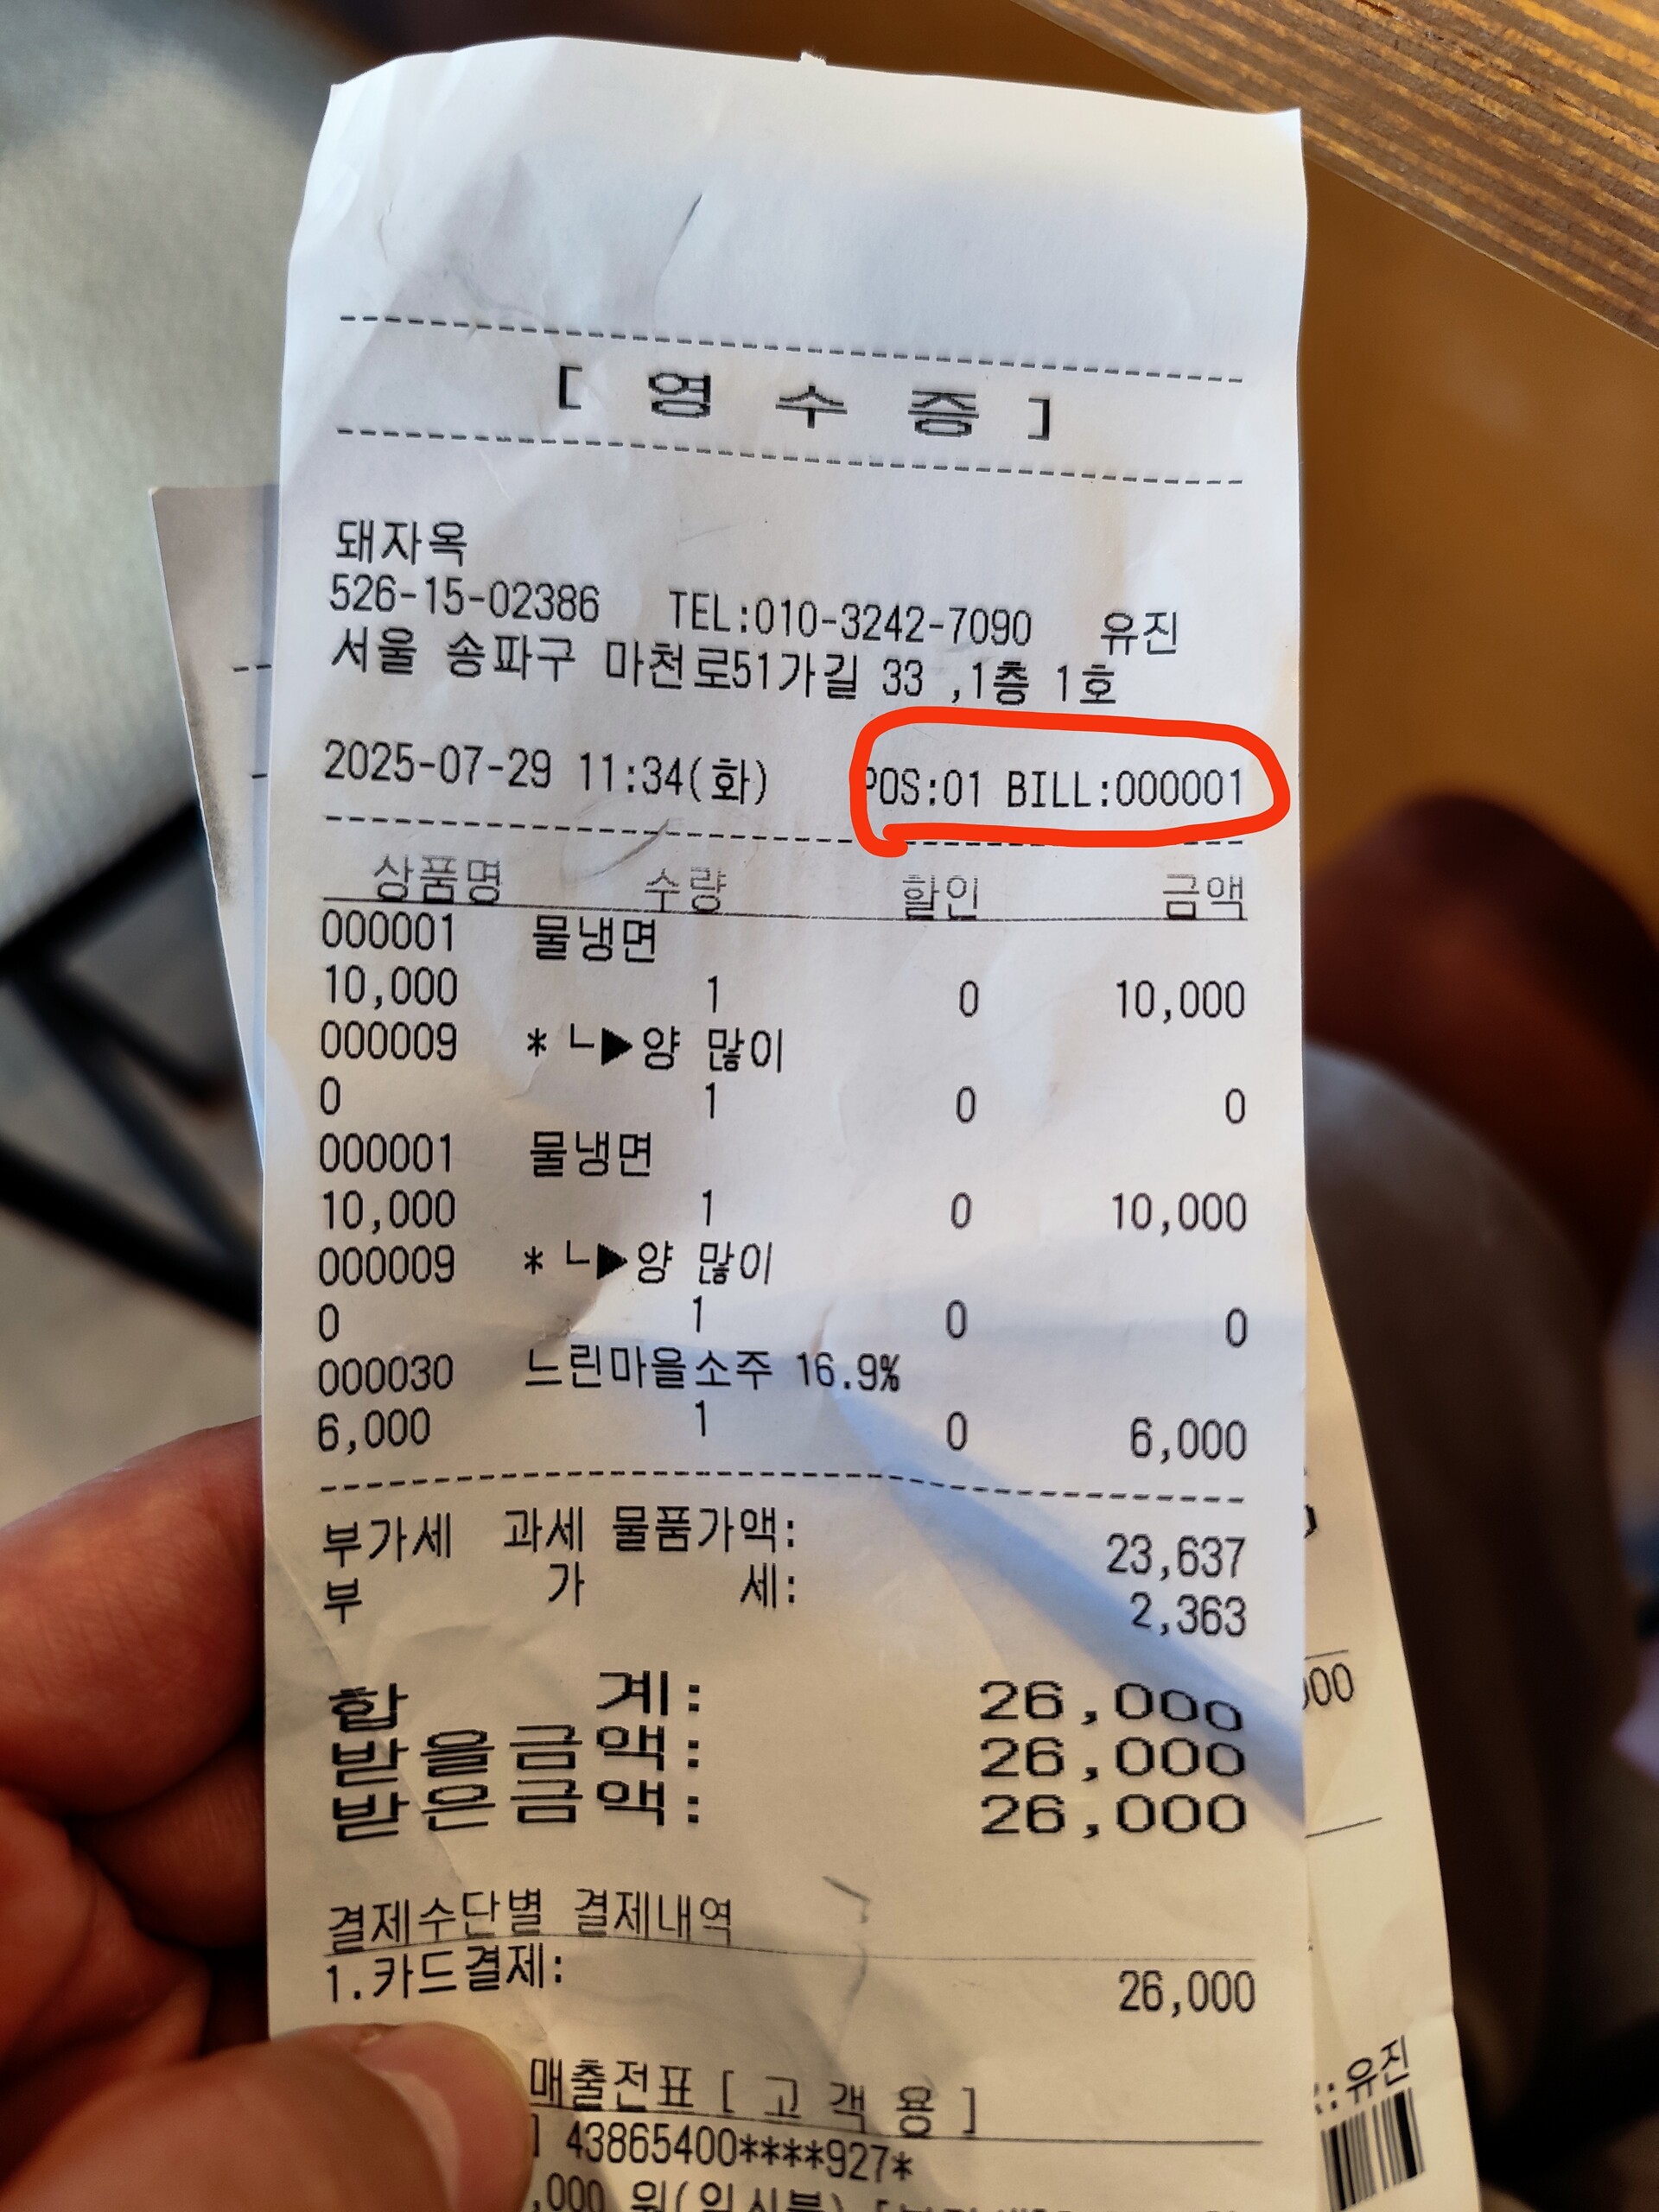 [ 영 수 증 ]
돼자옥
526-15-02386 TEL:010-3242-7090 유진
서울 송파구 마천로51가길 33 ,1층 1호
2025-07-29 11:34(화) POS:01 BILL:000001
상품명 수량 할인 금액
000001 물냉면
10,000 1 0 10,000
000009 * ㄴ▶양 많이
0 1 0 0
000001 물냉면
10,000 1 0 10,000
000009 * ㄴ▶양 많이
0 1 0 0
000030 느린마을소주 16.9%
6,000 1 0 6,000
부가세 과세 물품가액: 23,637
부 가 세: 2,363
합 계: 26,000
받을금액: 26,000
받은금액: 26,000
결제수단별 결제내역
1.카드결제: 26,000
매출전표 [ 고 객 용 ]
] 43865400****927*
,000 원(일시불)
00
:유진